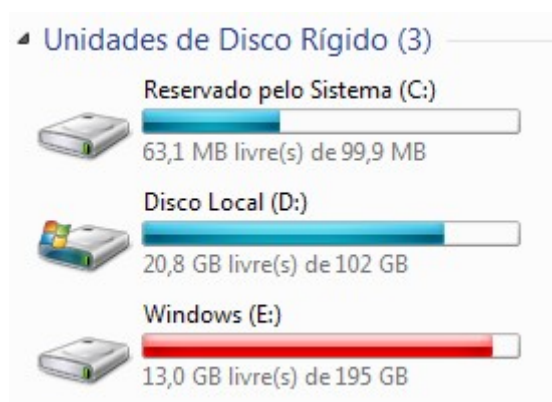 Unidades de Disco Rígido (3)
Reservado pelo Sistema (C:)
63,1 MB livre(s) de 99,9 MB
Disco Local (D:)
20,8 GB livre(s) de 102 GB
Windows (E:)
13,0 GB livre(s) de 195 GB